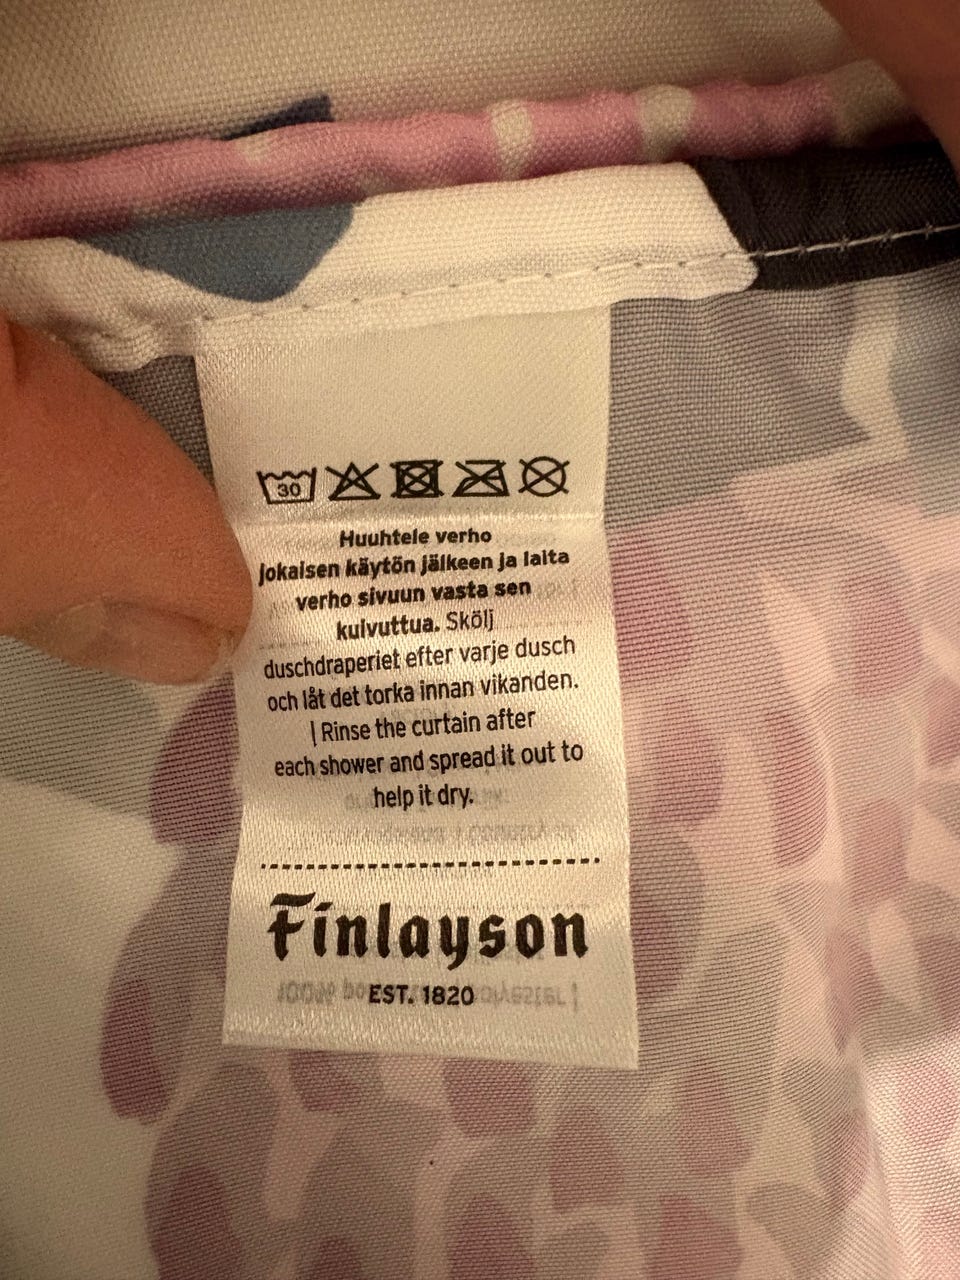 30
Huuhtele verho
jokaisen käytön jälkeen ja laita
verho sivuun vasta sen
kuivuttua. Skölj
duschdraperiet efter varje dusch
och låt det torka innan vikanden.
| Rinse the curtain after
each shower and spread it out to
help it dry.
Finlayson
EST. 1820